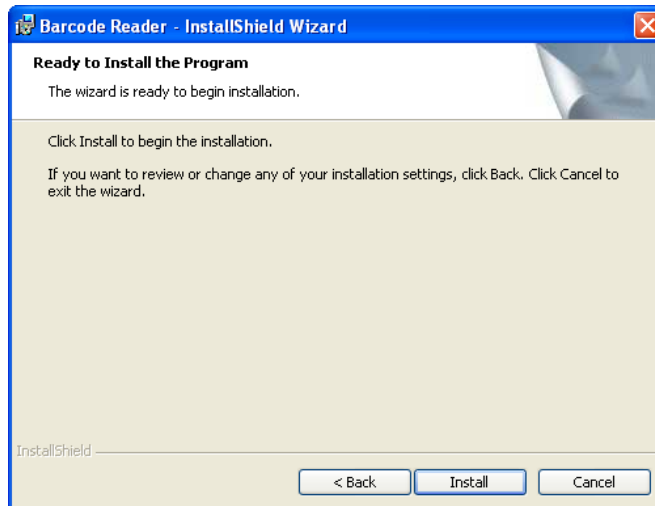 Barcode Reader - InstallShield Wizard
Ready to Install the Program
The wizard is ready to begin installation.
Click Install to begin the installation.
If you want to review or change any of your installation settings, click Back. Click Cancel to
exit the wizard.
InstallShield
< Back Install Cancel